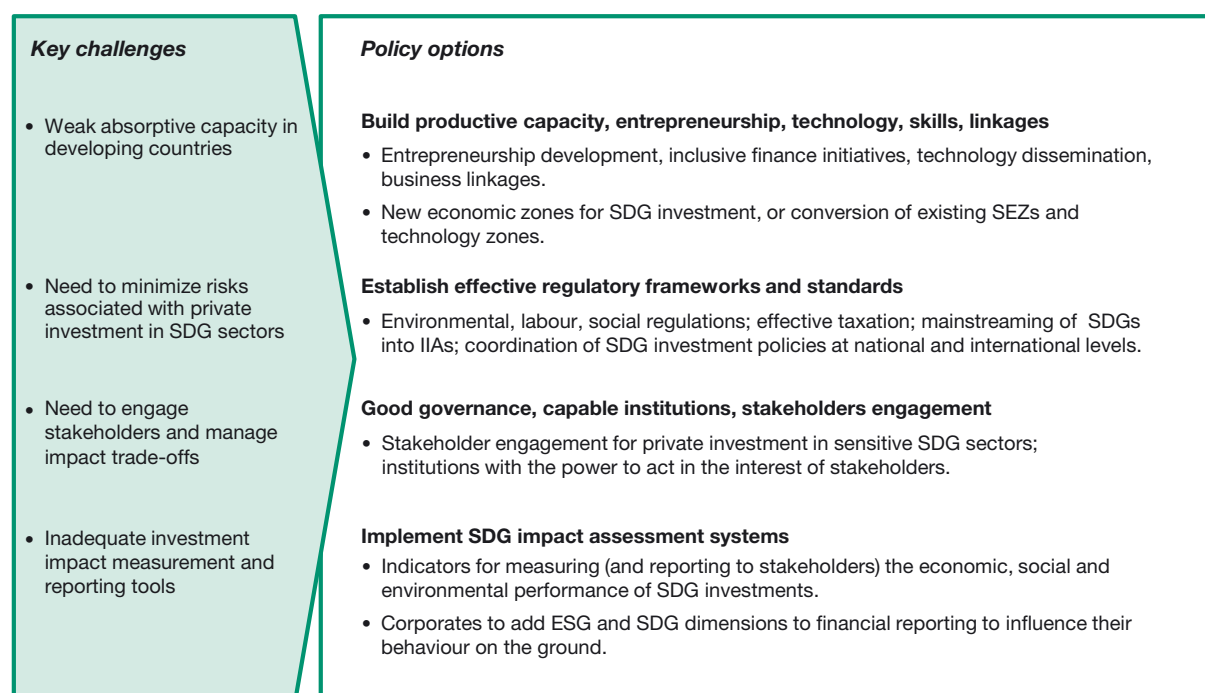 Key challenges
• Weak absorptive capacity in
developing countries
• Need to minimize risks
associated with private
investment in SDG sectors
• Need to engage
stakeholders and manage
impact trade-offs
• Inadequate investment
impact measurement and
reporting tools
Policy options
Build productive capacity, entrepreneurship, technology, skills, linkages
• Entrepreneurship development, inclusive finance initiatives, technology dissemination,
business linkages.
• New economic zones for SDG investment, or conversion of existing SEZs and
technology zones.
Establish effective regulatory frameworks and standards
• Environmental, labour, social regulations; effective taxation; mainstreaming of SDGs
into IIAs; coordination of SDG investment policies at national and international levels.
Good governance, capable institutions, stakeholders engagement
• Stakeholder engagement for private investment in sensitive SDG sectors;
institutions with the power to act in the interest of stakeholders.
Implement SDG impact assessment systems
• Indicators for measuring (and reporting to stakeholders) the economic, social and
environmental performance of SDG investments.
• Corporates to add ESG and SDG dimensions to financial reporting to influence their
behaviour on the ground.